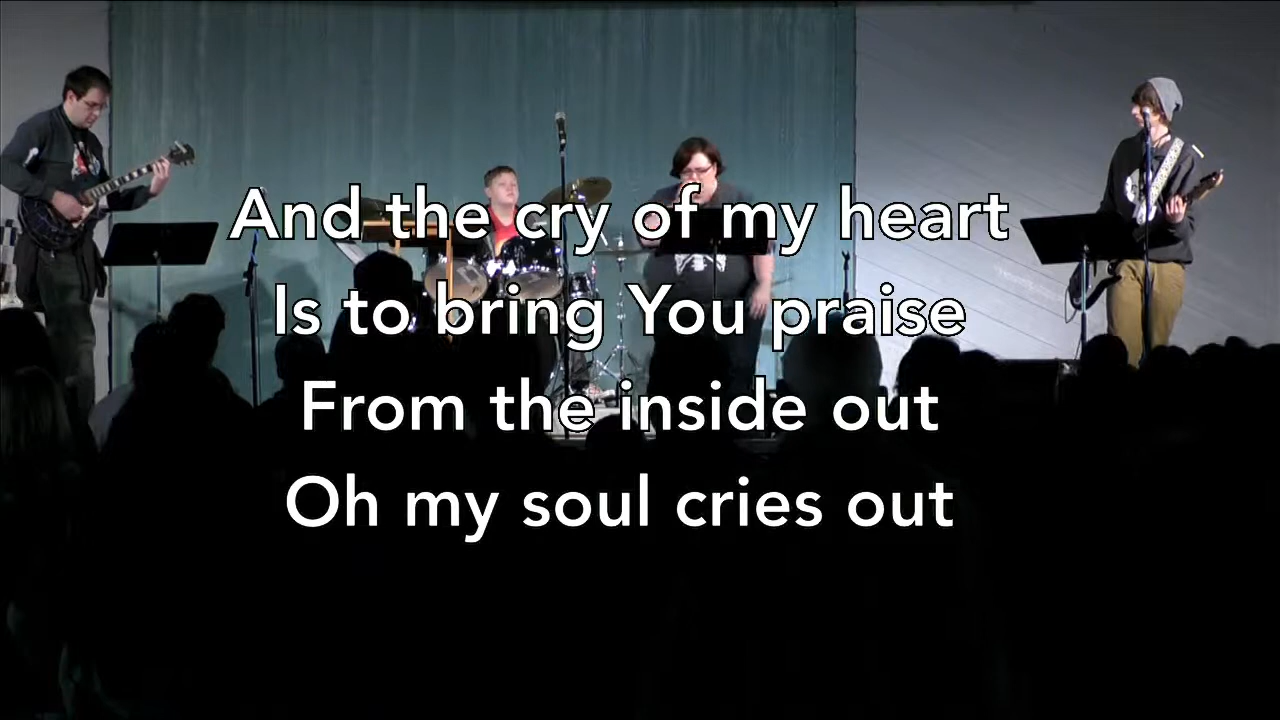 And the cry of my heart
Is to bring You praise
From the inside out
Oh my soul cries out